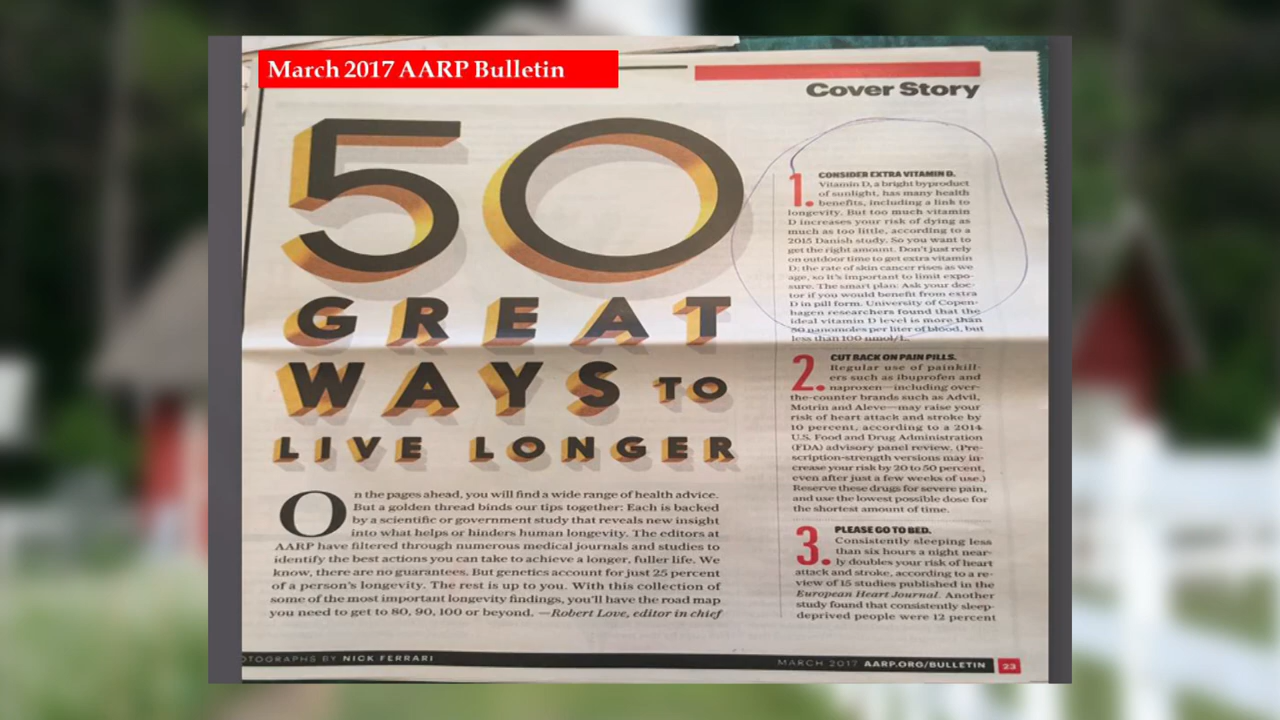 March 2017 AARP Bulletin
Cover Story
50
GREAT
WAYS TO
LIVE LONGER
On the pages ahead, you will find a wide range of health advice.
But a golden thread binds our tips together: Each is backed
by a scientific or government study that reveals new insight
into what helps or hinders human longevity. The editors at
AARP have filtered through numerous medical journals and studies to
identify the best actions you can take to achieve a longer, fuller life. We
know, there are no guarantees. But genetics account for just 25 percent
of a person's longevity. The rest is up to you. With this collection of
some of the most important longevity findings, you'll have the road map
you need to get to 80, 90, 100 or beyond. —Robert Love, editor in chief
1. CONSIDER EXTRA VITAMIN D.
Vitamin D, a bright byproduct
of sunlight, has many health
benefits, including a link to
longevity. But too much vitamin
D increases your risk of dying as
much as too little, according to a
2015 Danish study. So you want to
get the right amount. Don't just rely
on outdoor time to get extra vitamin
D; the rate of skin cancer rises as we
age, so it's important to limit expo-
sure. The smart plan: Ask your doc-
tor if you would benefit from extra
D in pill form. University of Copen-
hagen researchers found that the
ideal vitamin D level is more than
50 nanomoles per liter of blood, but
less than 100 nmol/L.
2. CUT BACK ON PAIN PILLS.
Regular use of painkill-
ers such as ibuprofen and
naproxen—including over-
the-counter brands such as Advil,
Motrin and Aleve—may raise your
risk of heart attack and stroke by
10 percent, according to a 2014
U.S. Food and Drug Administration
(FDA) advisory panel review. (Pre-
scription-strength versions may in-
crease your risk by 20 to 50 percent,
even after just a few weeks of use.)
Reserve these drugs for severe pain,
and use the lowest possible dose for
the shortest amount of time.
3. PLEASE GO TO BED.
Consistently sleeping less
than six hours a night near-
ly doubles your risk of heart
attack and stroke, according to a re-
view of 15 studies published in the
European Heart Journal. Another
study found that consistently sleep-
deprived people were 12 percent
OTOGRAPHS BY NICK FERRARI
MARCH 2017 AARP.ORG/BULLETIN 23